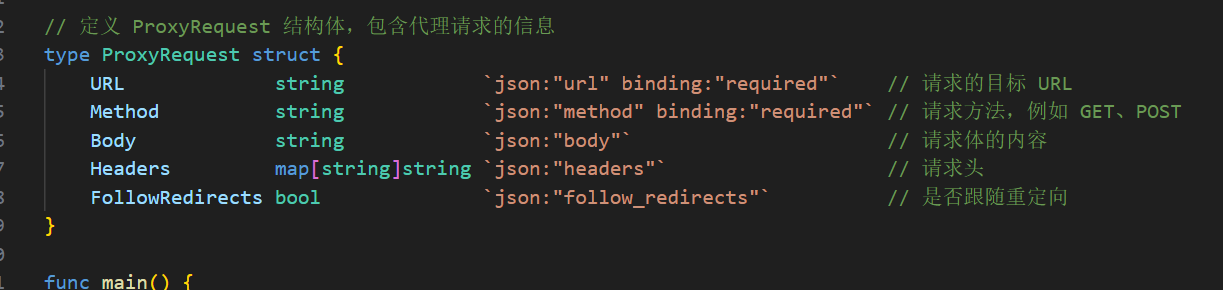 // 定义 ProxyRequest 结构体，包含代理请求的信息
type ProxyRequest struct {
URL string `json:"url" binding:"required"` // 请求的目标 URL
Method string `json:"method" binding:"required"` // 请求方法，例如 GET、POST
Body string `json:"body"` // 请求体的内容
Headers map[string]string `json:"headers"` // 请求头
FollowRedirects bool `json:"follow_redirects"` // 是否跟随重定向
}
func main() {